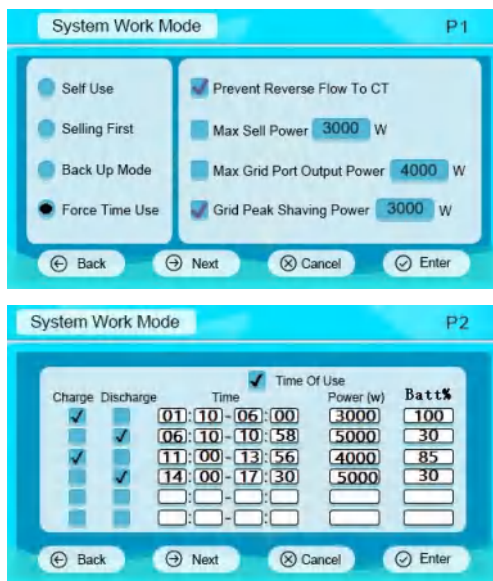 System Work Mode P1
Self Use Prevent Reverse Flow To CT
Selling First Max Sell Power 3000 W
Back Up Mode Max Grid Port Output Power 4000 W
Force Time Use Grid Peak Shaving Power 3000 W
Back Next Cancel Enter
System Work Mode P2
Time Of Use
Charge Discharge Time Power (w) Batt%
01:10-06:00 3000 100
06:10-10:58 5000 30
11:00-13:56 4000 85
14:00-17:30 5000 30
: - :
: - :
Back Next Cancel Enter